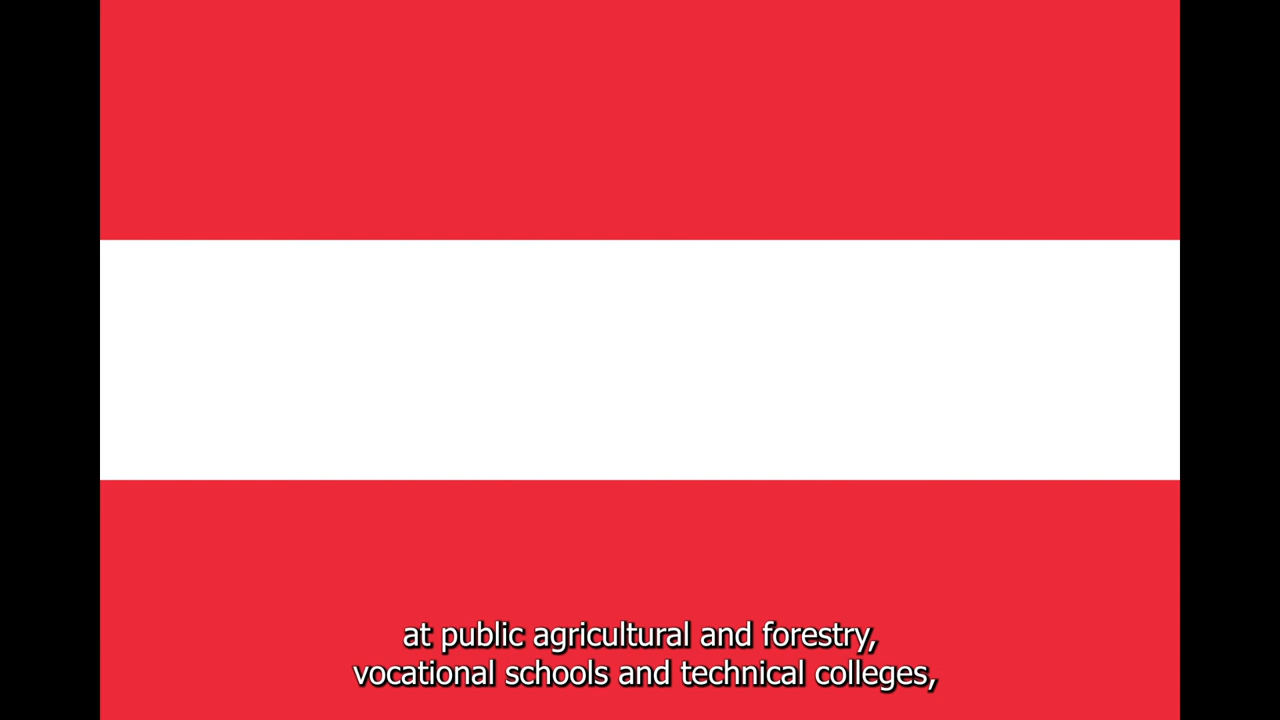 at public agricultural and forestry,
vocational schools and technical colleges,